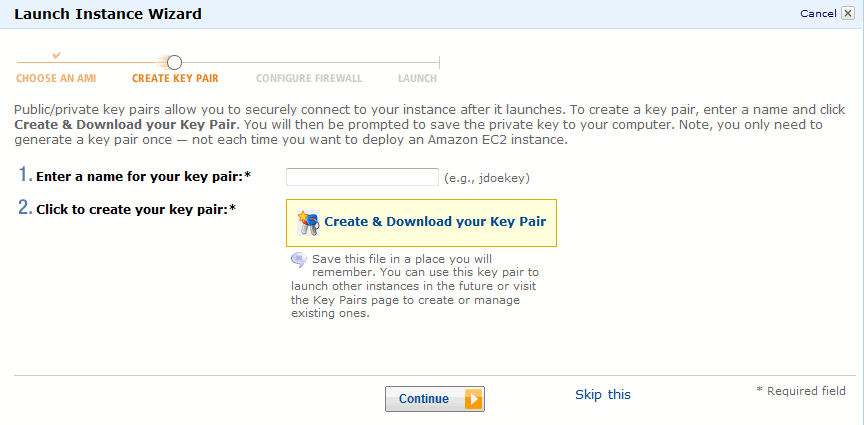 Launch Instance Wizard
Cancel
CHOOSE AN AMI CREATE KEY PAIR CONFIGURE FIREWALL LAUNCH
Public/private key pairs allow you to securely connect to your instance after it launches. To create a key pair, enter a name and click
Create & Download your Key Pair. You will then be prompted to save the private key to your computer. Note, you only need to
generate a key pair once — not each time you want to deploy an Amazon EC2 instance.
1. Enter a name for your key pair:* (e.g., jdoekey)
2. Click to create your key pair:* Create & Download your Key Pair
Save this file in a place you will
remember. You can use this key pair to
launch other instances in the future or visit
the Key Pairs page to create or manage
existing ones.
Continue Skip this * Required field